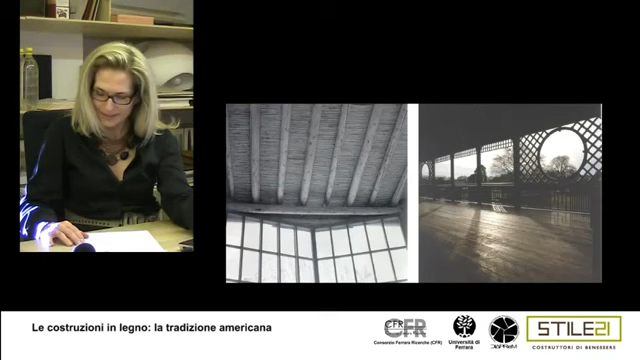 Le costruzioni in legno: la tradizione americana
CFR
CFR
Consorzio Ferrara Ricerche (CFR)
Università di
Ferrara
STILE21
COSTRUTTORI DI BENESSERE